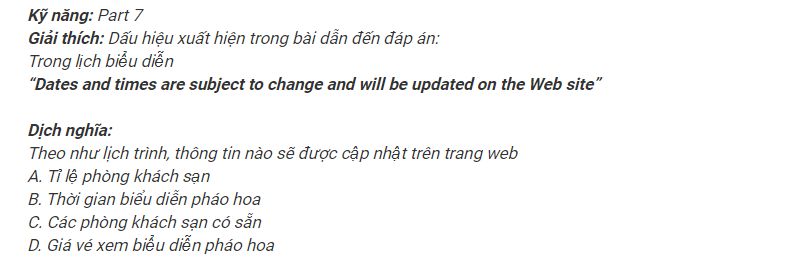 Kỹ năng: Part 7
Giải thích: Dấu hiệu xuất hiện trong bài dẫn đến đáp án:
Trong lịch biểu diễn
“Dates and times are subject to change and will be updated on the Web site”
Dịch nghĩa:
Theo như lịch trình, thông tin nào sẽ được cập nhật trên trang web
A. Tỉ lệ phòng khách sạn
B. Thời gian biểu diễn pháo hoa
C. Các phòng khách sạn có sẵn
D. Giá vé xem biểu diễn pháo hoa